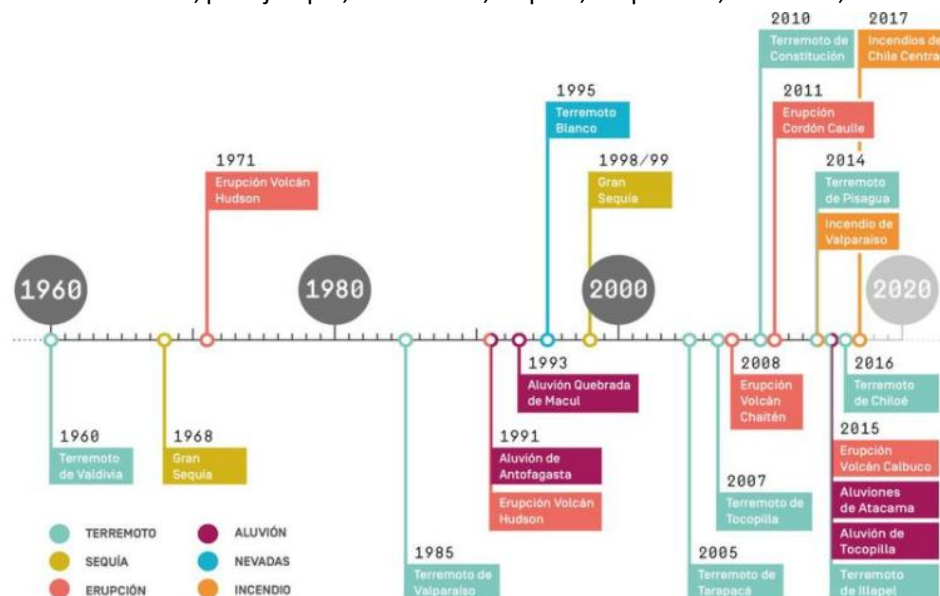 2010
Terremoto de
Constitución
2017
Incendios de
Chile Centra
1995
Terremoto
Blanco
2011
Erupción
Cordón Caulle
1971
Erupción Volcán
Hudson
1998/99
Gran
Sequía
2014
Terremoto
de Pisagua
Incendio de
Valparaíso
1960
1980
2000
2020
1993
Aluvión Quebrada
de Macul
2008
Erupción
Volcán
Chaitén
2016
Terremoto
de Chiloé
1960
Terremoto
de Valdivia
1968
Gran
Sequía
1991
Aluvión de
Antofagasta
Erupción Volcán
Hudson
2015
Erupción
Volcán Calbuco
Aluviones
de Atacama
Aluvión de
Tocopilla
Terremoto
de Illapel
2007
Terremoto de
Tocopilla
1985
Terremoto de
Valparaíso
2005
Terremoto de
Tarapacá
TERREMOTO
SEQUÍA
ERUPCIÓN
ALUVIÓN
NEVADAS
INCENDIO